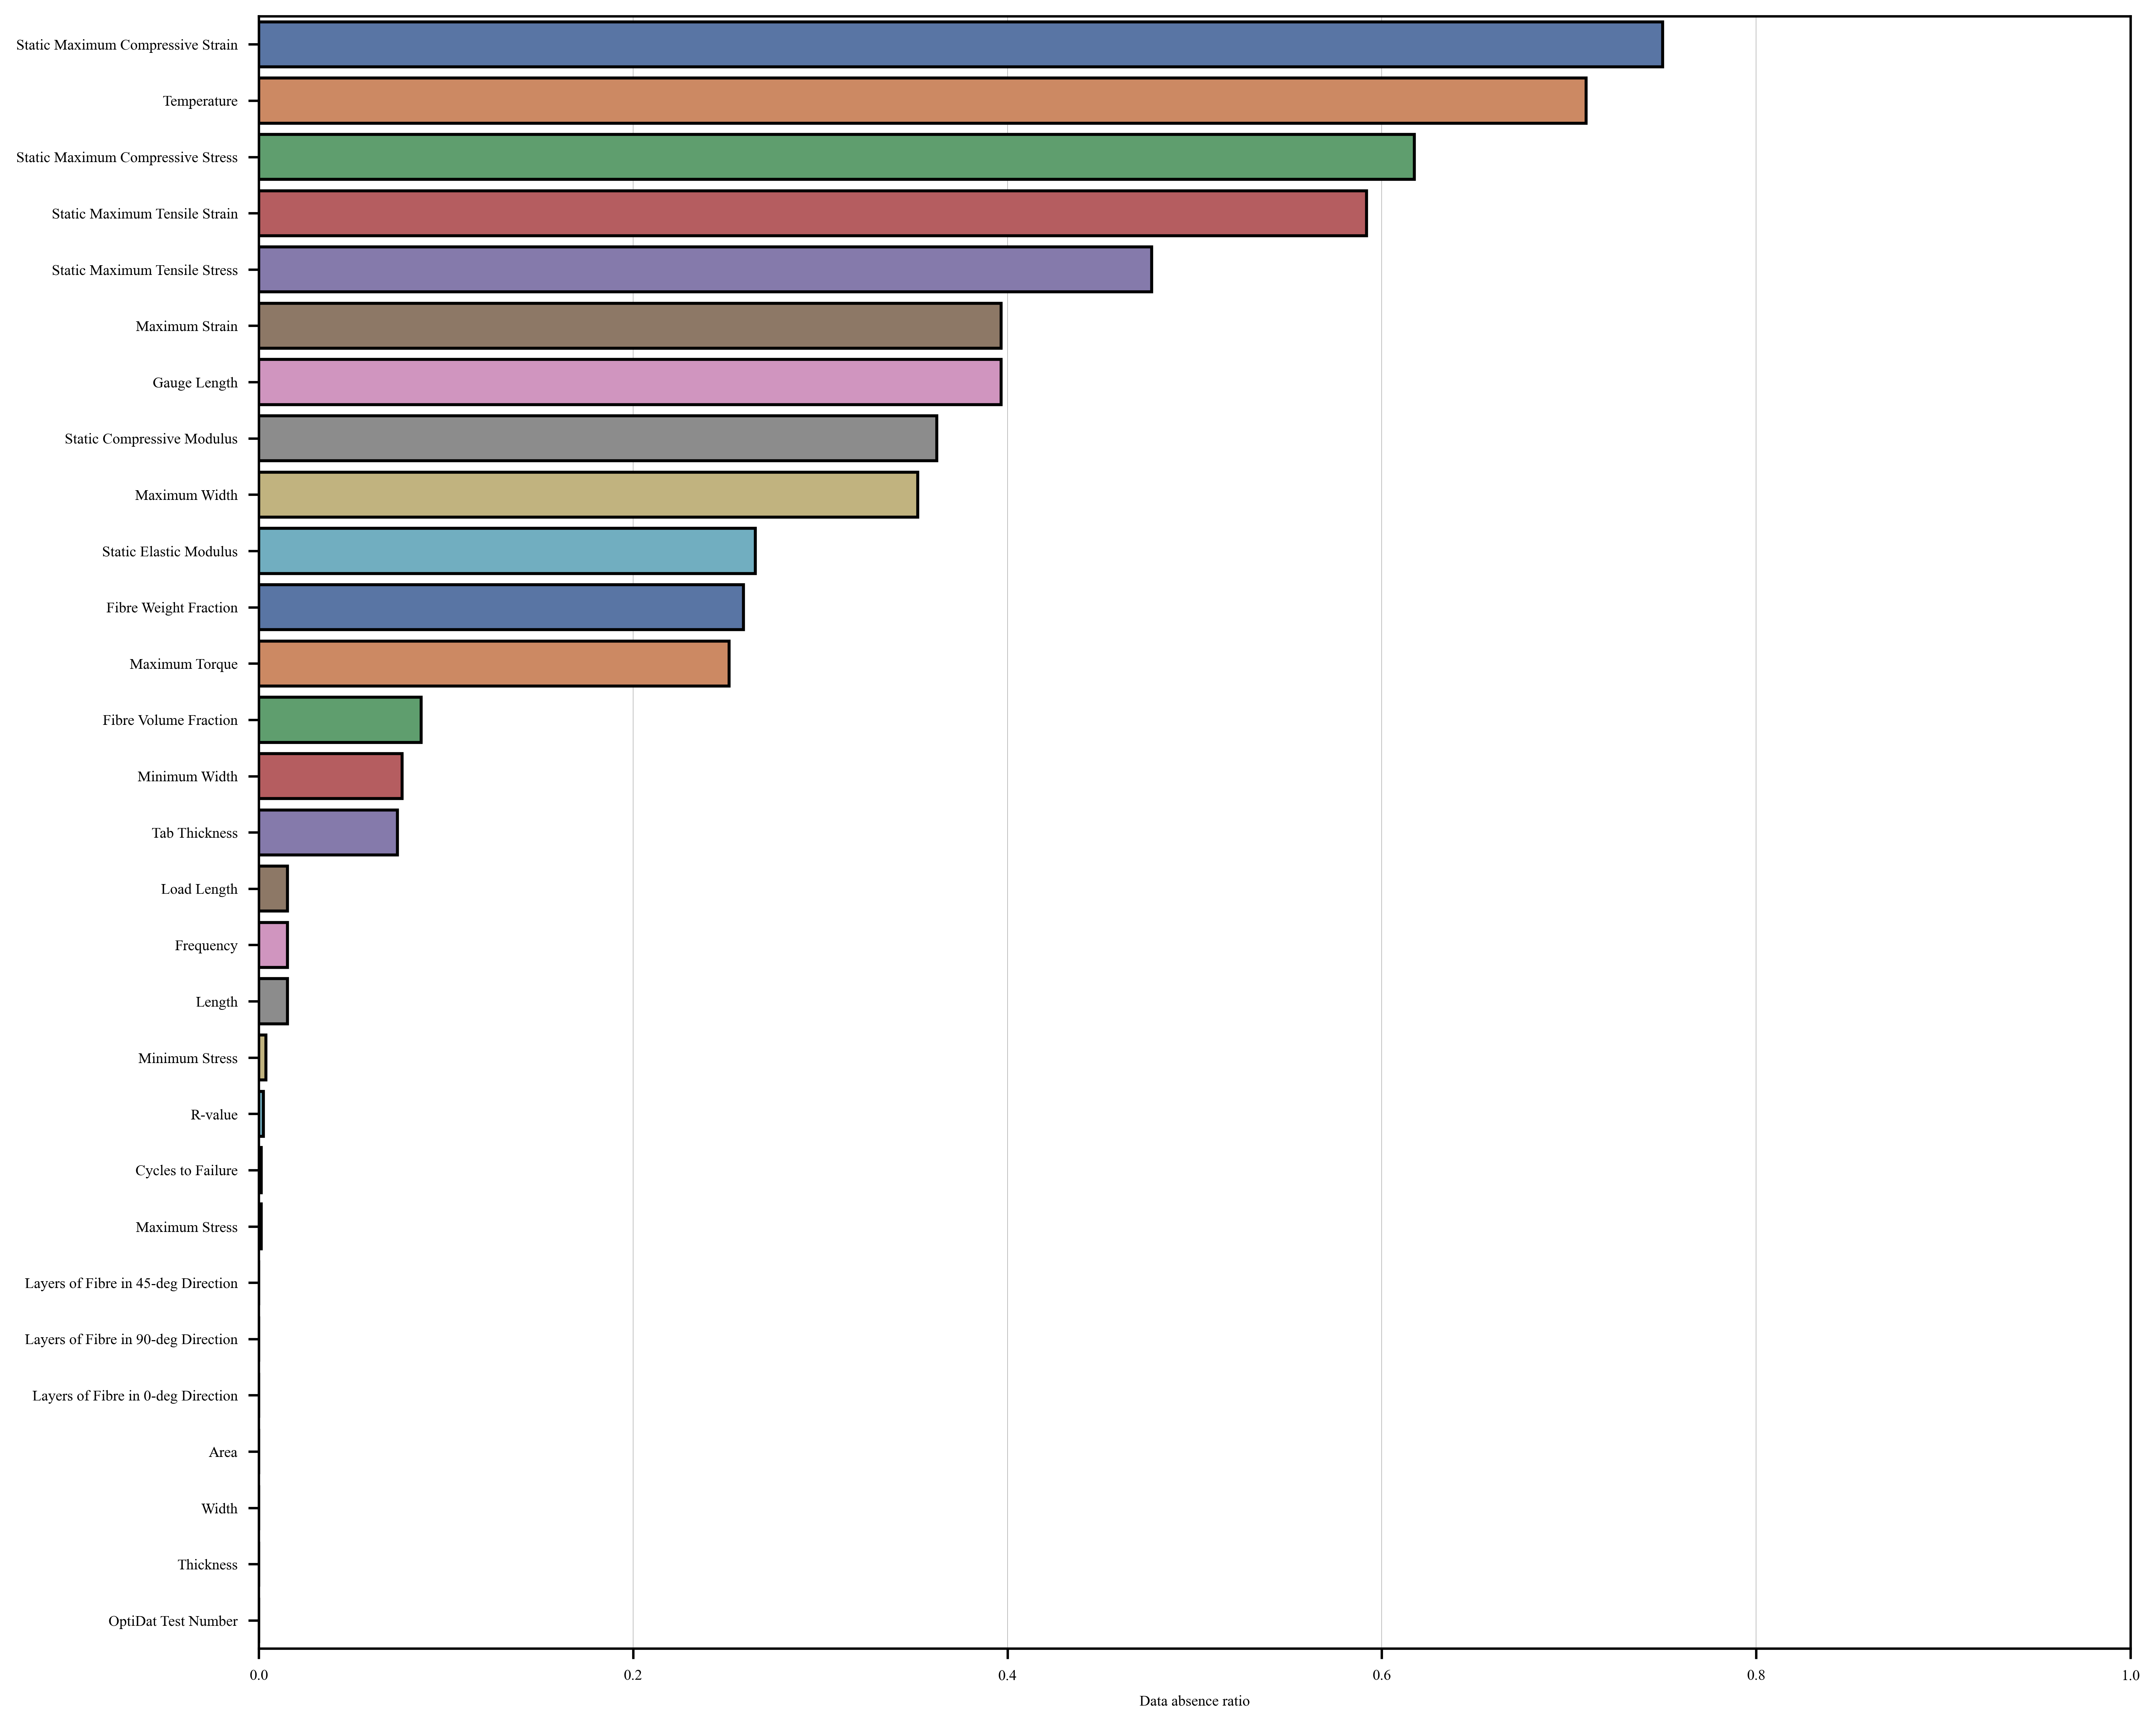 Static Maximum Compressive Strain
Temperature
Static Maximum Compressive Stress
Static Maximum Tensile Strain
Static Maximum Tensile Stress
Maximum Strain
Gauge Length
Static Compressive Modulus
Maximum Width
Static Elastic Modulus
Fibre Weight Fraction
Maximum Torque
Fibre Volume Fraction
Minimum Width
Tab Thickness
Load Length
Frequency
Length
Minimum Stress
R-value
Cycles to Failure
Maximum Stress
Layers of Fibre in 45-deg Direction
Layers of Fibre in 90-deg Direction
Layers of Fibre in 0-deg Direction
Area
Width
Thickness
OptiDat Test Number
0.0 0.2 0.4 0.6 0.8 1.0
Data absence ratio